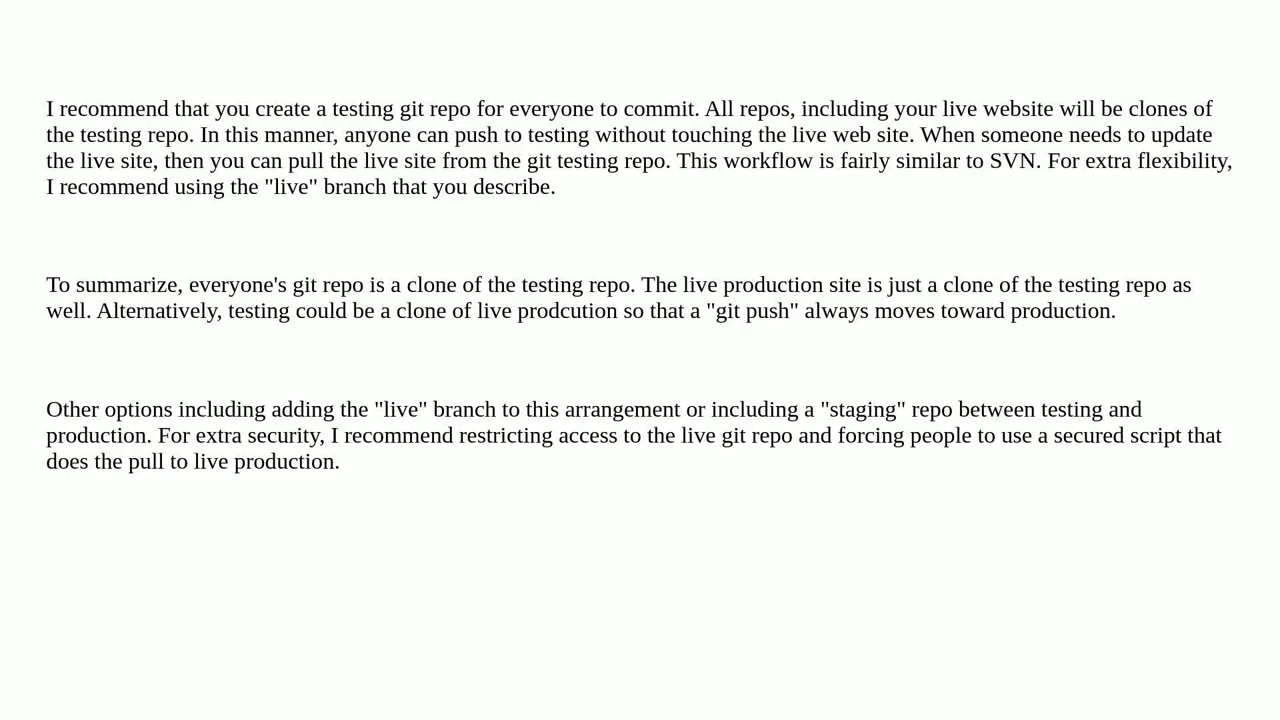 I recommend that you create a testing git repo for everyone to commit. All repos, including your live website will be clones of
the testing repo. In this manner, anyone can push to testing without touching the live web site. When someone needs to update
the live site, then you can pull the live site from the git testing repo. This workflow is fairly similar to SVN. For extra flexibility,
I recommend using the "live" branch that you describe.
To summarize, everyone's git repo is a clone of the testing repo. The live production site is just a clone of the testing repo as
well. Alternatively, testing could be a clone of live prodcution so that a "git push" always moves toward production.
Other options including adding the "live" branch to this arrangement or including a "staging" repo between testing and
production. For extra security, I recommend restricting access to the live git repo and forcing people to use a secured script that
does the pull to live production.